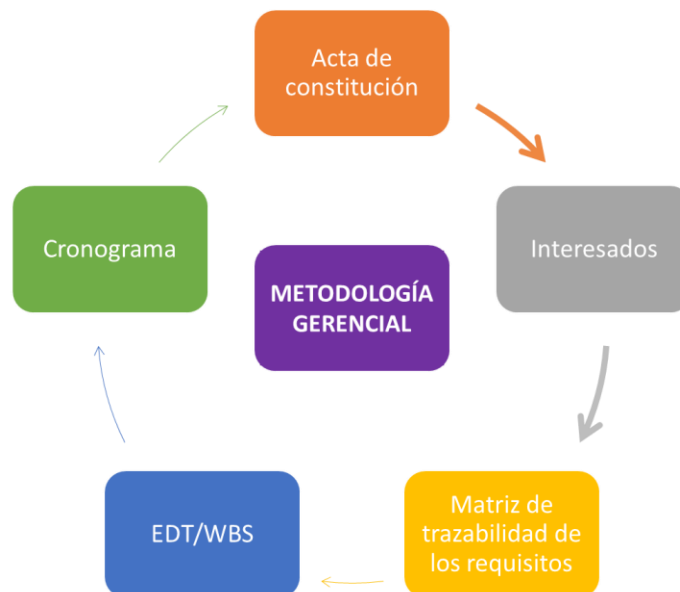 Acta de
constitución
Cronograma
Interesados
METODOLOGÍA
GERENCIAL
EDT/WBS
Matriz de
trazabilidad de
los requisitos